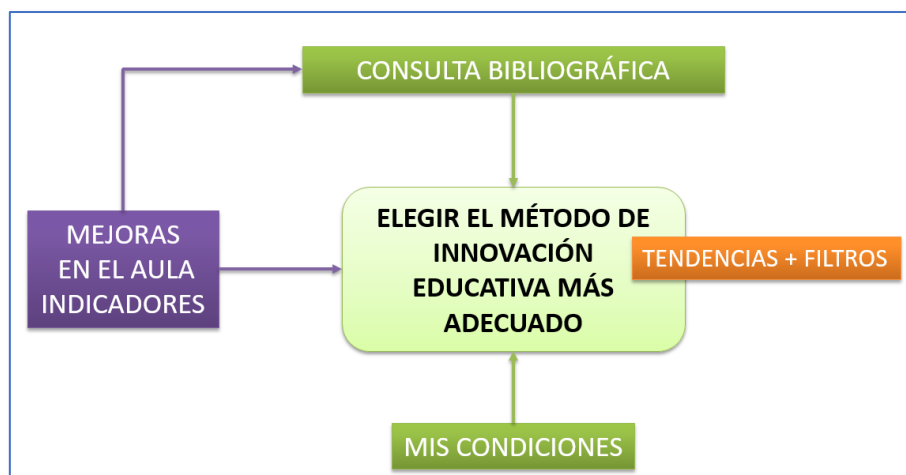 CONSULTA BIBLIOGRÁFICA
MEJORAS
EN EL AULA
INDICADORES
ELEGIR EL MÉTODO DE
INNOVACIÓN
EDUCATIVA MÁS
ADECUADO
TENDENCIAS + FILTROS
MIS CONDICIONES